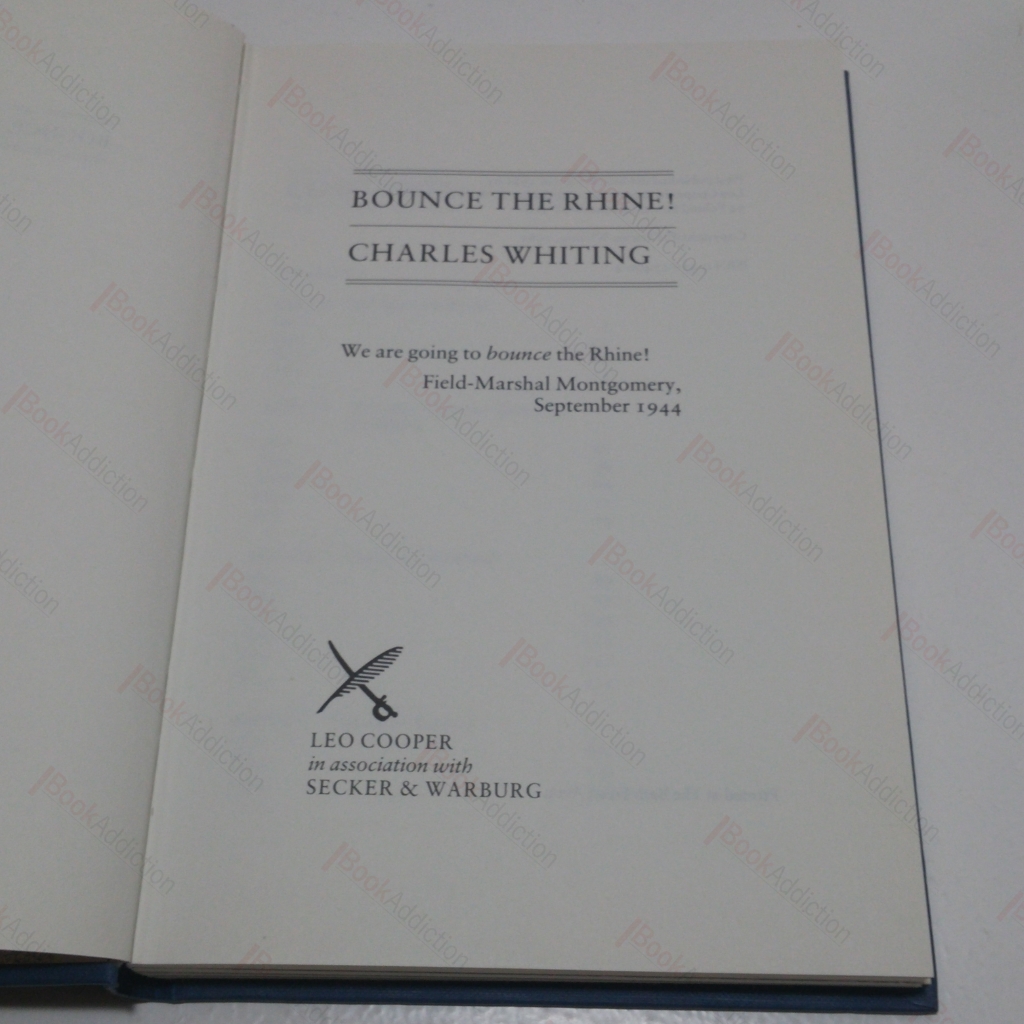 BOUNCE THE RHINE!
CHARLES WHITING
We are going to bounce the Rhine!
Field-Marshal Montgomery,
September 1944
LEO COOPER
in association with
SECKER & WARBURG
BookAddiction